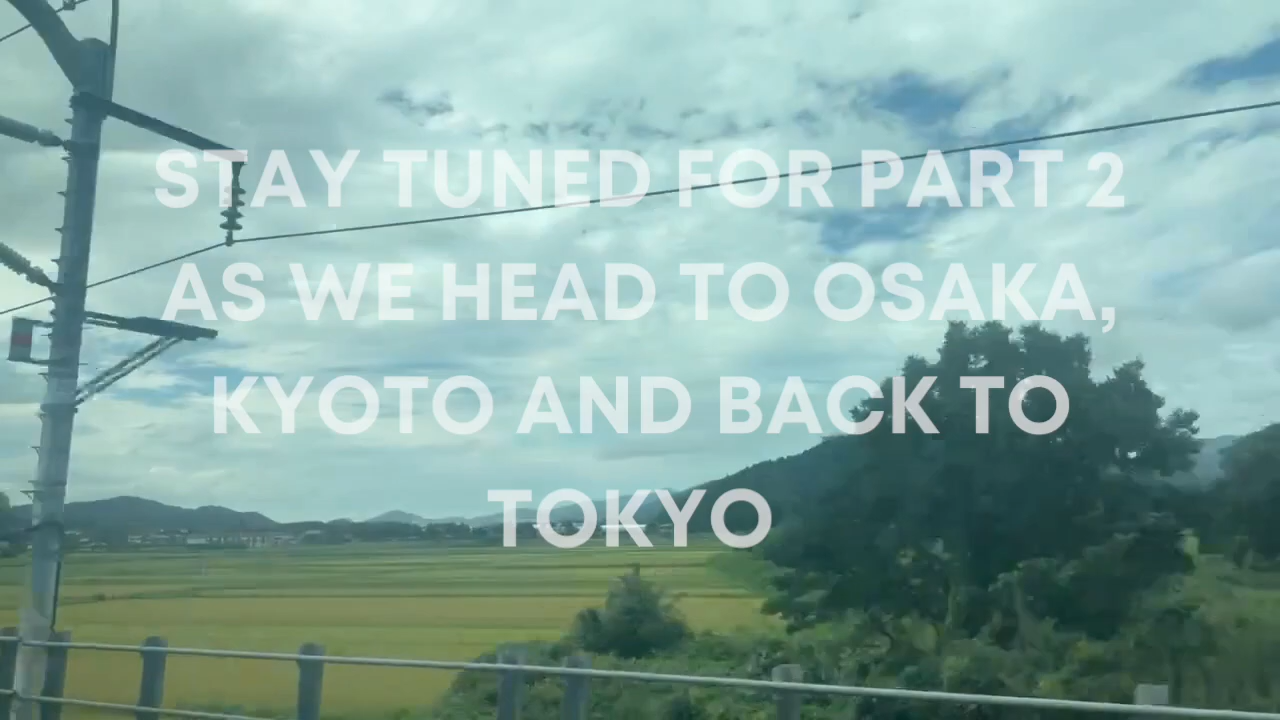 STAY TUNED FOR PART 2
AS WE HEAD TO OSAKA,
KYOTO AND BACK TO
TOKYO